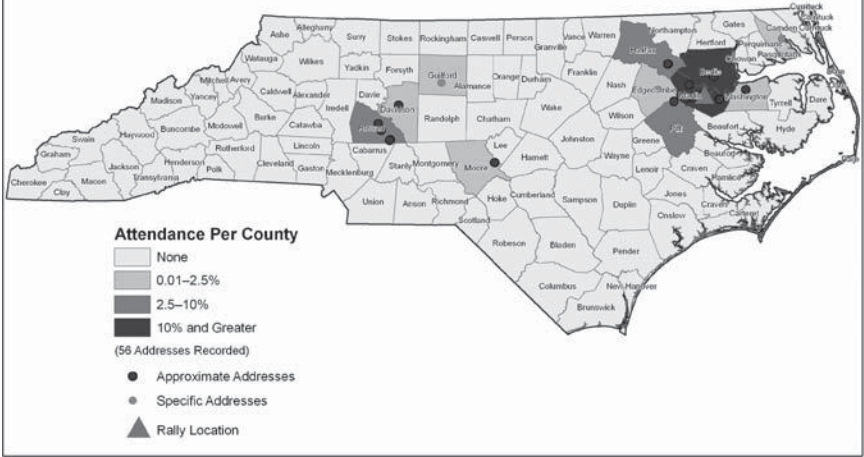 Currituck
Camden Currituck
Gates
Northampton
Alleghany
Ashe
Surry
Stokes
Rockingham
Caswell
Person
Granville
Vance
Warren
Hertford
Perquimans
Pasquotank
Chowan
Halifax
Bertie
Watauga
Wilkes
Yadkin
Forsyth
Guilford
Alamance
Orange
Durham
Franklin
Nash
Edgecombe
Washington
Tyrrell
Dare
Mitchell
Avery
Caldwell
Alexander
Davie
Davidson
Iredell
Randolph
Chatham
Wake
Wilson
Pitt
Beaufort
Hyde
Madison
Yancey
Burke
Catawba
Rowan
Johnston
Greene
Haywood
Buncombe
Mcdowell
Lincoln
Cabarrus
Lee
Harnett
Wayne
Lenoir
Craven
Beaufort
Pamlico
Swain
Graham
Jackson
Henderson
Rutherford
Cleveland
Gaston
Mecklenburg
Stanly
Montgomery
Moore
Cherokee
Clay
Macon
Transylvania
Polk
Union
Anson
Richmond
Hoke
Cumberland
Sampson
Duplin
Jones
Craven
Carteret
Onslow
Scotland
Robeson
Bladen
Pender
Columbus
New Hanover
Brunswick
Attendance Per County
None
0.01–2.5%
2.5–10%
10% and Greater
(56 Addresses Recorded)
Approximate Addresses
Specific Addresses
Rally Location